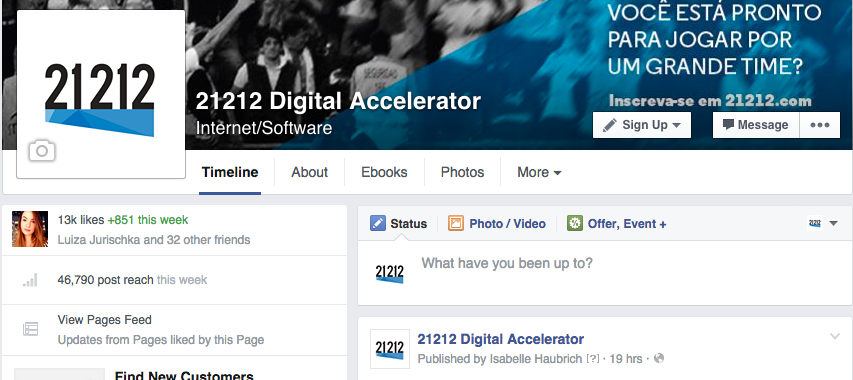 VOCÊ ESTÁ PRONTO
PARA JOGAR POR
UM GRANDE TIME?
Inscreva-se em 21212.com
21212
21212 Digital Accelerator
Internet/Software
Sign Up
Message
Timeline
About
Ebooks
Photos
More
13k likes +851 this week
Luiza Jurischka and 32 other friends
46,790 post reach this week
View Pages Feed
Updates from Pages liked by this Page
Find New Customers
Status
Photo / Video
Offer, Event +
21212
21212
What have you been up to?
21212
21212 Digital Accelerator
Published by Isabelle Haubrich [?] · 19 hrs ·